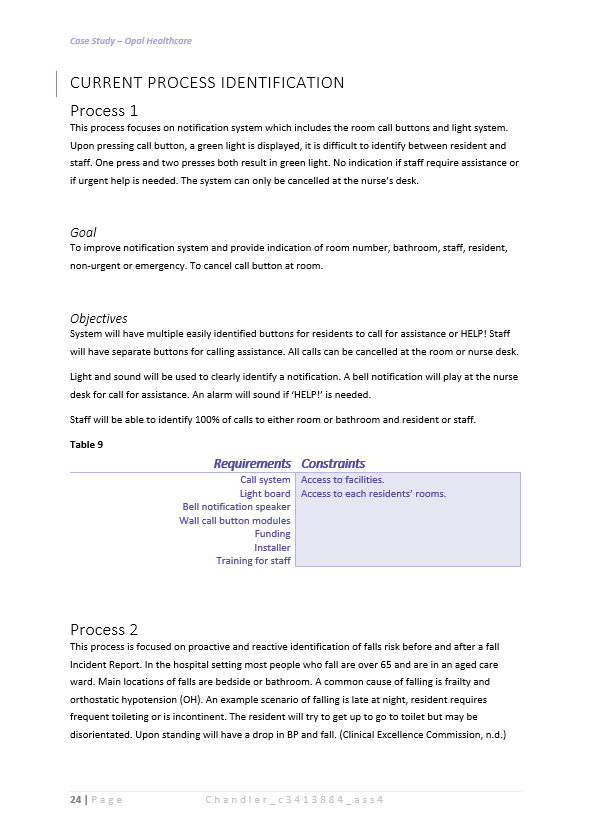 Case Study – Opal Healthcare
CURRENT PROCESS IDENTIFICATION
Process 1
This process focuses on notification system which includes the room call buttons and light system.
Upon pressing call button, a green light is displayed, it is difficult to identify between resident and
staff. One press and two presses both result in green light. No indication if staff require assistance or
if urgent help is needed. The system can only be cancelled at the nurse’s desk.
Goal
To improve notification system and provide indication of room number, bathroom, staff, resident,
non-urgent or emergency. To cancel call button at room.
Objectives
System will have multiple easily identified buttons for residents to call for assistance or HELP! Staff
will have separate buttons for calling assistance. All calls can be cancelled at the room or nurse desk.
Light and sound will be used to clearly identify a notification. A bell notification will play at the nurse
desk for call for assistance. An alarm will sound if ‘HELP!’ is needed.
Staff will be able to identify 100% of calls to either room or bathroom and resident or staff.
Table 9
Requirements Constraints
Call system Access to facilities.
Light board Access to each residents’ rooms.
Bell notification speaker
Wall call button modules
Funding
Installer
Training for staff
Process 2
This process is focused on proactive and reactive identification of falls risk before and after a fall
Incident Report. In the hospital setting most people who fall are over 65 and are in an aged care
ward. Main locations of falls are bedside or bathroom. A common cause of falling is frailty and
orthostatic hypotension (OH). An example scenario of falling is late at night, resident requires
frequent toileting or is incontinent. The resident will try to get up to go to toilet but may be
disorientated. Upon standing will have a drop in BP and fall. (Clinical Excellence Commission, n.d.)
24 | Page Chandler_c3413884_ass4